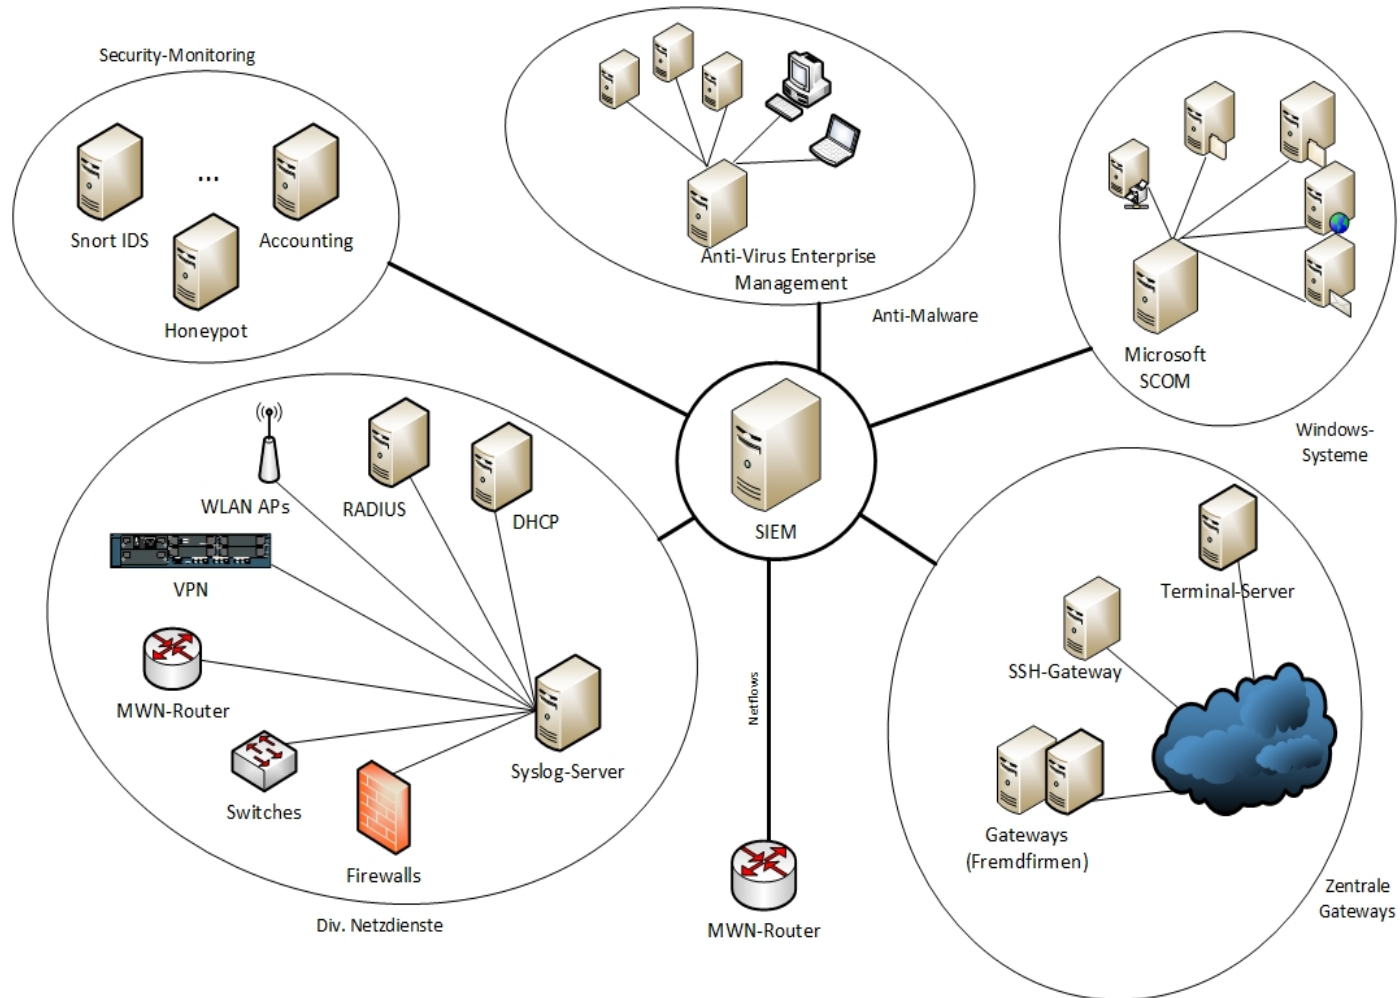 Security-Monitoring
Snort IDS
...
Accounting
Honeypot
Anti-Virus Enterprise
Management
Anti-Malware
Microsoft
SCOM
Windows-
Systeme
SIEM
WLAN APs
RADIUS
DHCP
VPN
MWN-Router
Switches
Firewalls
Syslog-Server
Div. Netzdienste
Netflows
MWN-Router
Terminal-Server
SSH-Gateway
Gateways
(Fremdfirmen)
Zentrale
Gateways